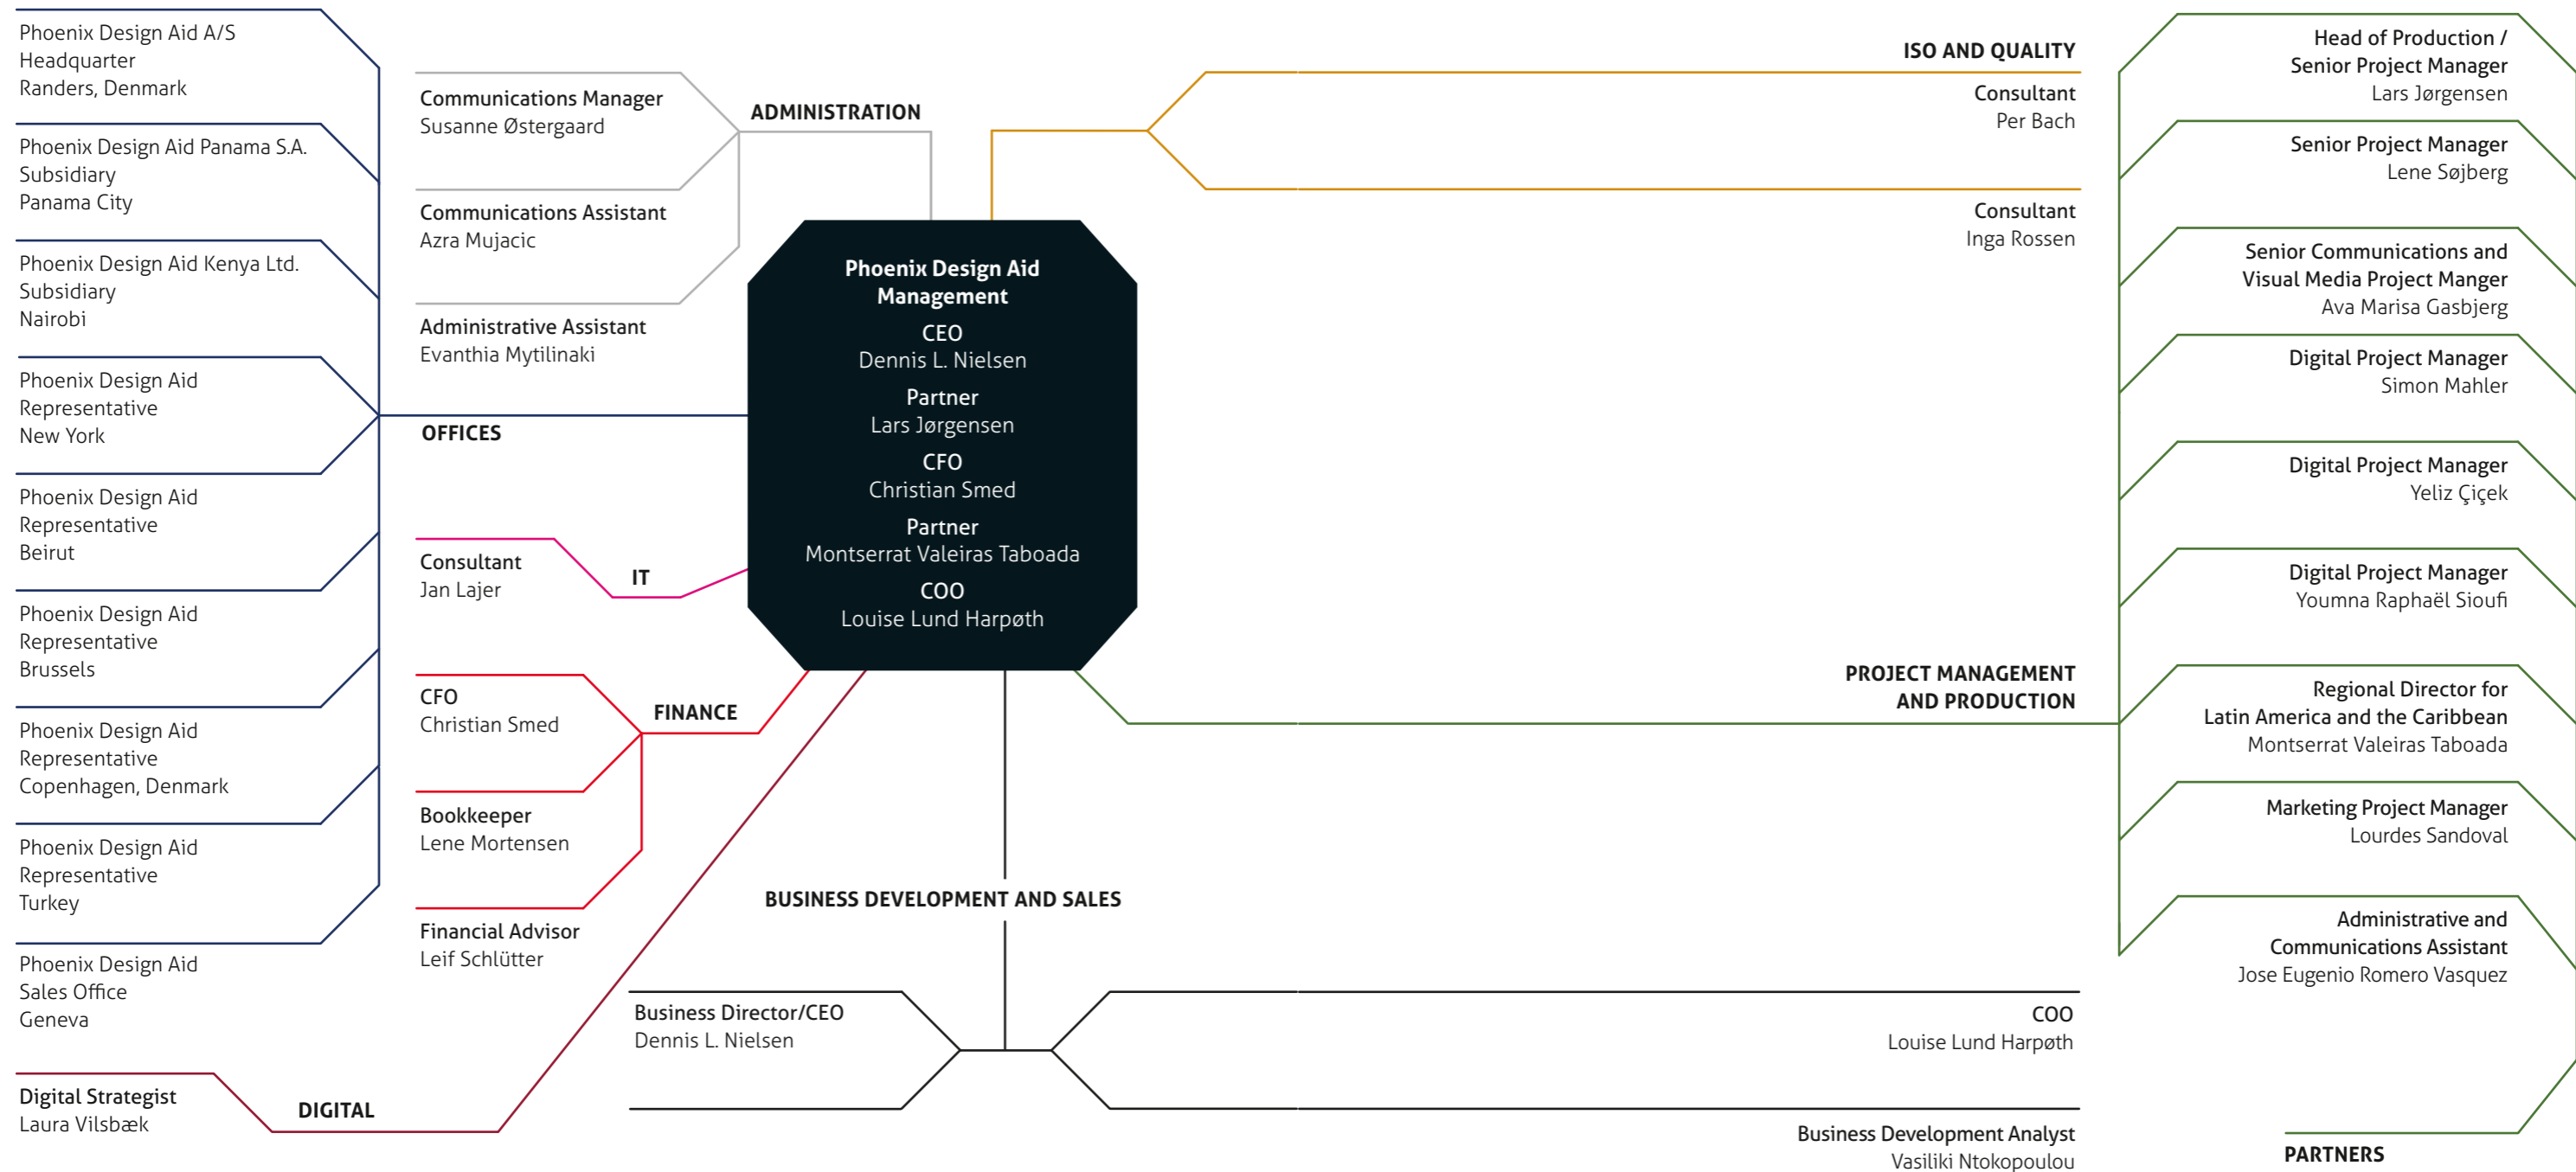 Phoenix Design Aid A/S
Headquarter
Randers, Denmark
Phoenix Design Aid Panama S.A.
Subsidiary
Panama City
Phoenix Design Aid Kenya Ltd.
Subsidiary
Nairobi
Phoenix Design Aid
Representative
New York
Phoenix Design Aid
Representative
Beirut
Phoenix Design Aid
Representative
Brussels
Phoenix Design Aid
Representative
Copenhagen, Denmark
Phoenix Design Aid
Representative
Turkey
Phoenix Design Aid
Sales Office
Geneva
OFFICES
Communications Manager
Susanne Østergaard
Communications Assistant
Azra Mujacic
Administrative Assistant
Evanthia Mytilinaki
ADMINISTRATION
Consultant
Jan Lajer
IT
CFO
Christian Smed
Bookkeeper
Lene Mortensen
Financial Advisor
Leif Schlütter
FINANCE
Digital Strategist
Laura Vilsbæk
DIGITAL
Phoenix Design Aid
Management
CEO
Dennis L. Nielsen
Partner
Lars Jørgensen
CFO
Christian Smed
Partner
Montserrat Valeiras Taboada
COO
Louise Lund Harpøth
BUSINESS DEVELOPMENT AND SALES
Business Director/CEO
Dennis L. Nielsen
COO
Louise Lund Harpøth
Business Development Analyst
Vasiliki Ntokopoulou
ISO AND QUALITY
Consultant
Per Bach
Consultant
Inga Rossen
PROJECT MANAGEMENT
AND PRODUCTION
Head of Production /
Senior Project Manager
Lars Jørgensen
Senior Project Manager
Lene Søjberg
Senior Communications and
Visual Media Project Manger
Ava Marisa Gasbjerg
Digital Project Manager
Simon Mahler
Digital Project Manager
Yeliz Çiçek
Digital Project Manager
Youmna Raphaël Sioufi
Regional Director for
Latin America and the Caribbean
Montserrat Valeiras Taboada
Marketing Project Manager
Lourdes Sandoval
Administrative and
Communications Assistant
Jose Eugenio Romero Vasquez
PARTNERS